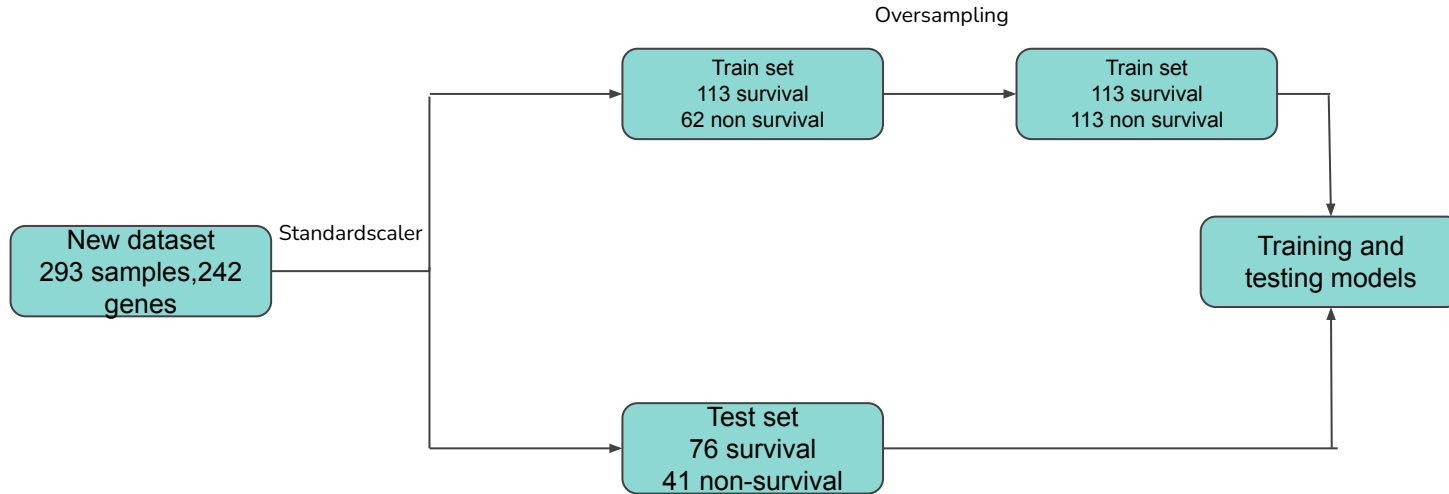 Oversampling
Train set
113 survival
62 non survival
Train set
113 survival
113 non survival
Standardscaler
New dataset
293 samples,242
genes
Training and
testing models
Test set
76 survival
41 non-survival